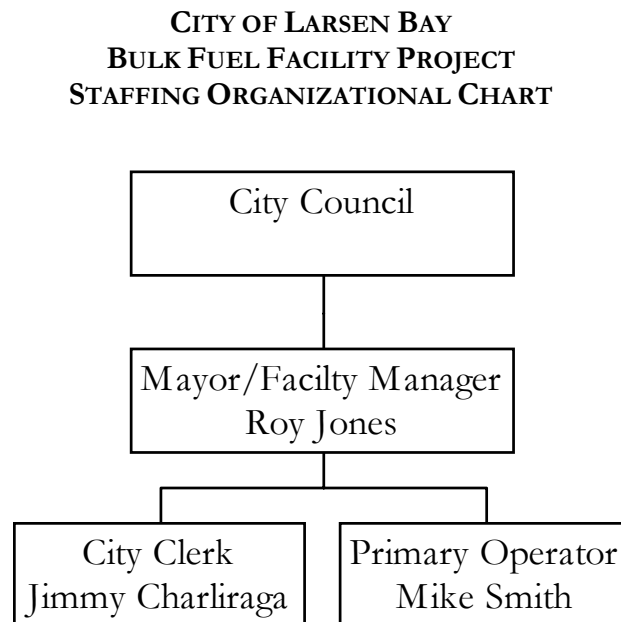 CITY OF LARSEN BAY
BULK FUEL FACILITY PROJECT
STAFFING ORGANIZATIONAL CHART
City Council
Mayor/Facilty Manager
Roy Jones
City Clerk
Jimmy Charliraga
Primary Operator
Mike Smith